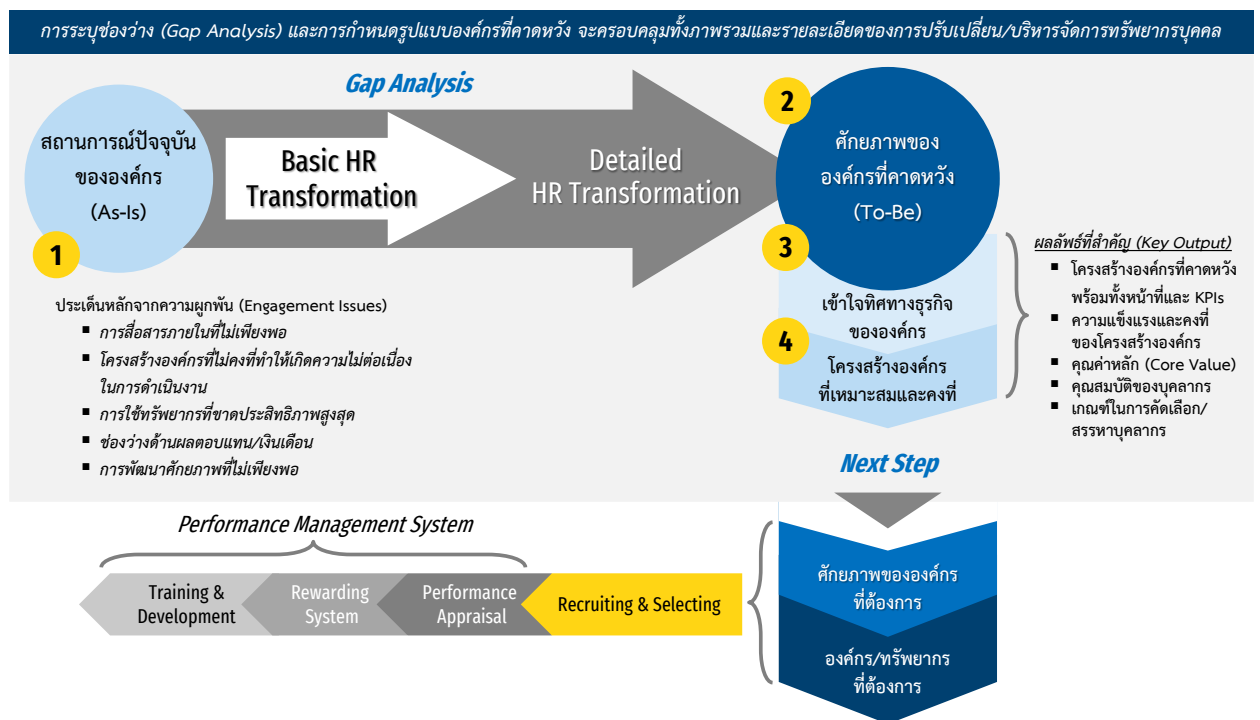 การระบุช่องว่าง (Gap Analysis) และการกำหนดรูปแบบองค์กรที่คาดหวัง จะครอบคลุมทั้งภาพรวมและรายละเอียดของการปรับเปลี่ยน/บริหารจัดการทรัพยากรบุคคล
Gap Analysis
สถานการณ์ปัจจุบัน
ขององค์กร
(As-Is)
1
Basic HR
Transformation
Detailed
HR Transformation
2
ศักยภาพของ
องค์กรที่คาดหวัง
(To-Be)
3
เข้าใจทิศทางธุรกิจ
ขององค์กร
4
โครงสร้างองค์กร
ที่เหมาะสมและคงที่
ผลลัพธ์ที่สำคัญ (Key Output)
▪ โครงสร้างองค์กรที่คาดหวัง
พร้อมทั้งหน้าที่และ KPIs
▪ ความแข็งแรงและคงที่
ของโครงสร้างองค์กร
▪ คุณค่าหลัก (Core Value)
▪ คุณสมบัติของบุคลากร
▪ เกณฑ์ในการคัดเลือก/
สรรหาบุคลากร
ประเด็นหลักจากความผูกพัน (Engagement Issues)
▪ การสื่อสารภายในที่ไม่เพียงพอ
▪ โครงสร้างองค์กรที่ไม่คงที่ทำให้เกิดความไม่ต่อเนื่อง
ในการดำเนินงาน
▪ การใช้ทรัพยากรที่ขาดประสิทธิภาพสูงสุด
▪ ช่องว่างด้านผลตอบแทน/เงินเดือน
▪ การพัฒนาศักยภาพที่ไม่เพียงพอ
Next Step
Performance Management System
Training &
Development
Rewarding
System
Performance
Appraisal
Recruiting & Selecting
ศักยภาพขององค์กร
ที่ต้องการ
องค์กร/ทรัพยากร
ที่ต้องการ